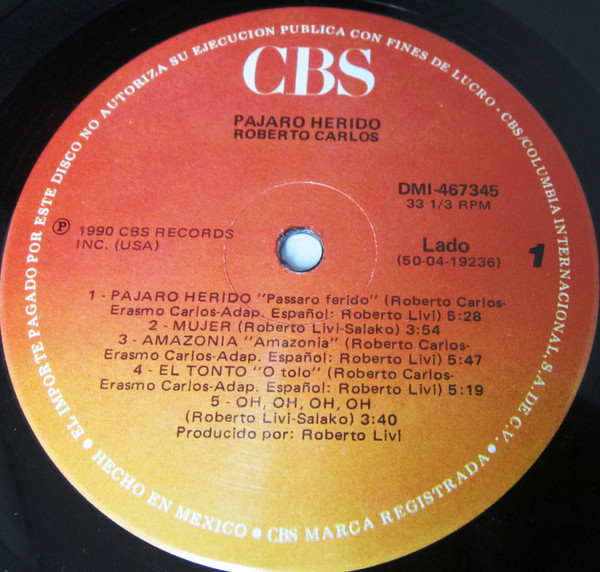 EL IMPORTE PAGADO POR ESTE DISCO NO AUTORIZA SU EJECUCION PUBLICA CON FINES DE LUCRO · CBS/COLUMBIA INTERNACIONAL, S.A. DE C.V. ●
CBS
PAJARO HERIDO
ROBERTO CARLOS
DMI-467345
33 1/3 RPM
Ⓟ 1990 CBS RECORDS
INC. (USA)
Lado 1
(50-04-19236)
1 - PAJARO HERIDO "Passaro ferido" (Roberto Carlos-
Erasmo Carlos-Adap. Español: Roberto Livi) 5:28
2 - MUJER (Roberto Livi-Salako) 3:54
3 - AMAZONIA "Amazonia" (Roberto Carlos-
Erasmo Carlos-Adap. Español: Roberto Livi) 5:47
4 - EL TONTO "O tolo" (Roberto Carlos-
Erasmo Carlos-Adap. Español: Roberto Livi) 5:19
5 - OH, OH, OH, OH
(Roberto Livi-Salako) 3:40
Producido por: Roberto Livi
● HECHO EN MEXICO ● CBS MARCA REGISTRADA ●